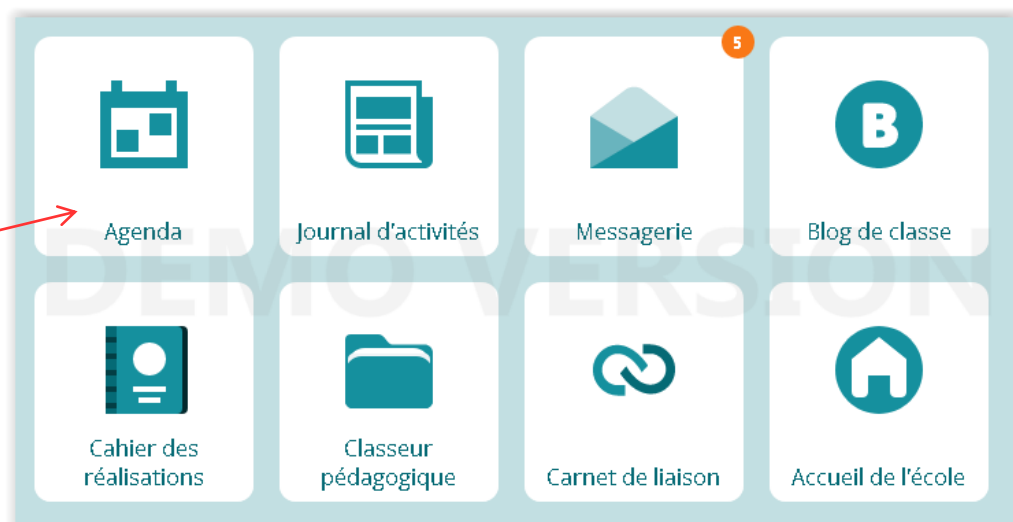 5
B
Agenda
Journal d'activités
Messagerie
Blog de classe
DEMO VERSION
Cahier des
réalisations
Classeur
pédagogique
Carnet de liaison
Accueil de l'école